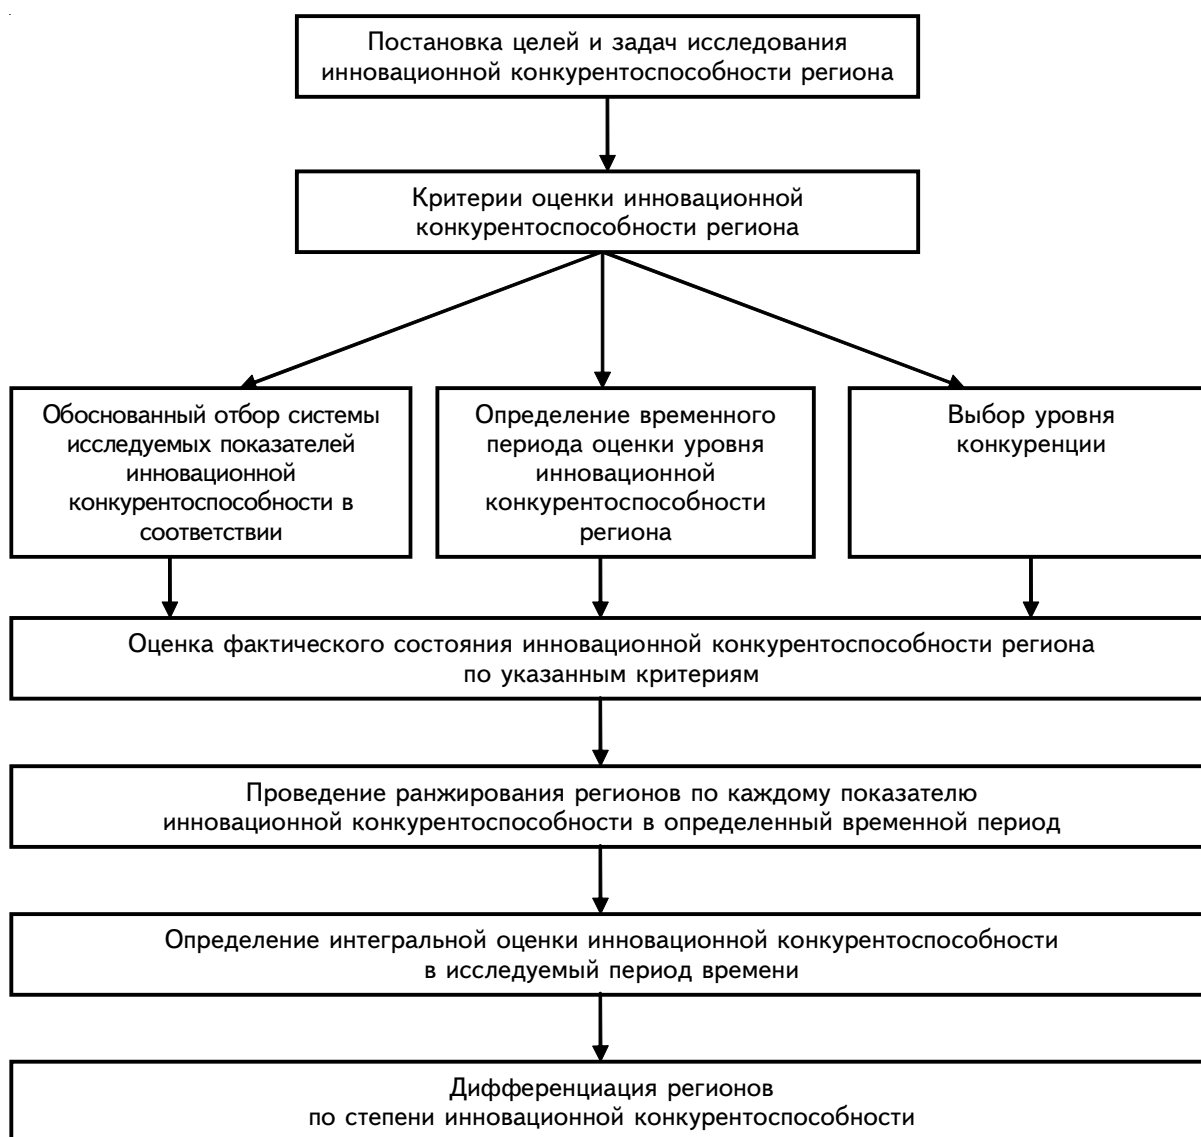 Постановка целей и задач исследования
инновационной конкурентоспособности региона
Критерии оценки инновационной
конкурентоспособности региона
Обоснованный отбор системы
исследуемых показателей
инновационной
конкурентоспособности в
соответствии
Определение временного
периода оценки уровня
инновационной
конкурентоспособности
региона
Выбор уровня
конкуренции
Оценка фактического состояния инновационной конкурентоспособности региона
по указанным критериям
Проведение ранжирования регионов по каждому показателю
инновационной конкурентоспособности в определенный временной период
Определение интегральной оценки инновационной конкурентоспособности
в исследуемый период времени
Дифференциация регионов
по степени инновационной конкурентоспособности